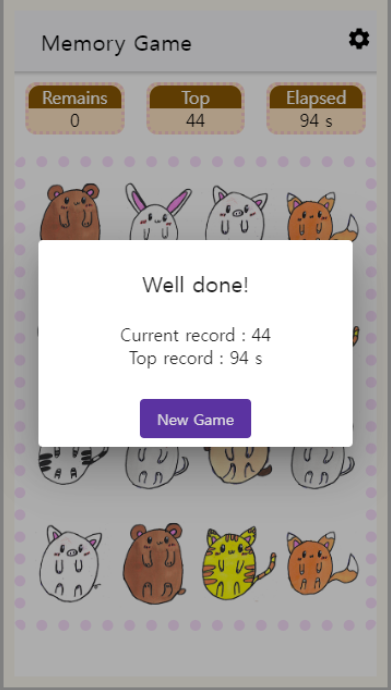 Memory Game
Remains
Top
Elapsed
0
44
94 s
Well done!
Current record : 44
Top record : 94 s
New Game